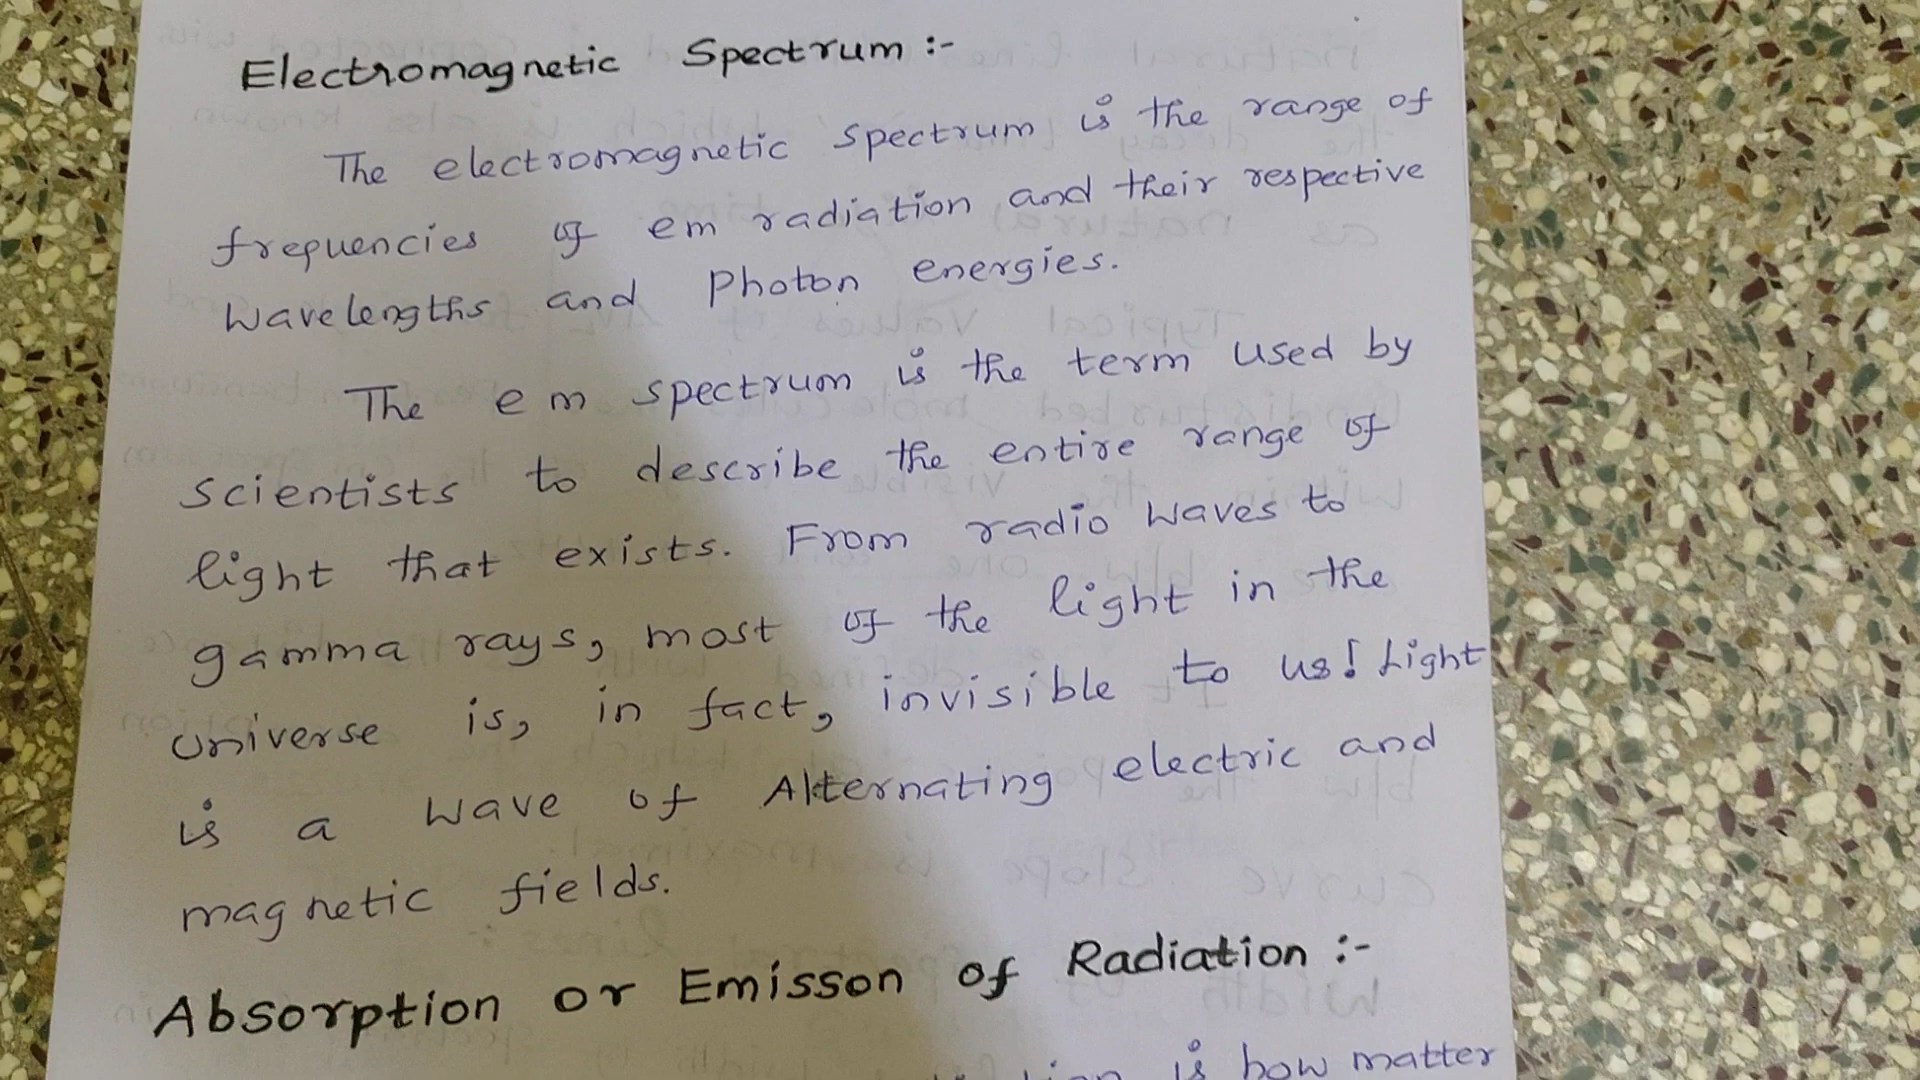 Electromagnetic Spectrum :-
The electromagnetic spectrum is the range of
frequencies of em radiation and their respective
wavelengths and Photon energies.
The em spectrum is the term used by
scientists to describe the entire range of
light that exists. From radio waves to
gamma rays, most of the light in the
universe is, in fact, invisible to us! Light
is a wave of Alternating electric and
magnetic fields.
Absorption or Emisson of Radiation :-
is how matter